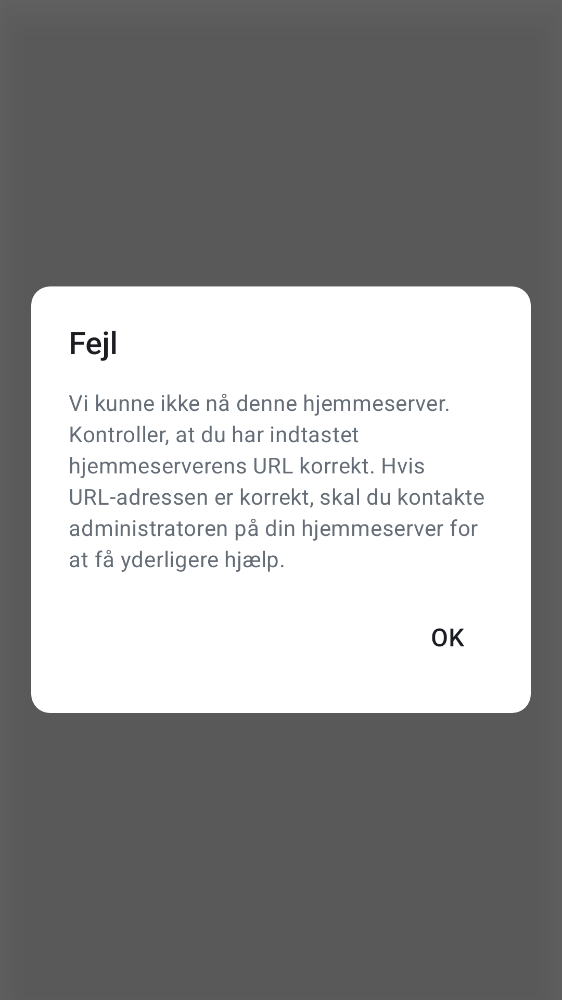 Fejl
Vi kunne ikke nå denne hjemmeserver.
Kontroller, at du har indtastet
hjemmeserverens URL korrekt. Hvis
URL-adressen er korrekt, skal du kontakte
administratoren på din hjemmeserver for
at få yderligere hjælp.
OK